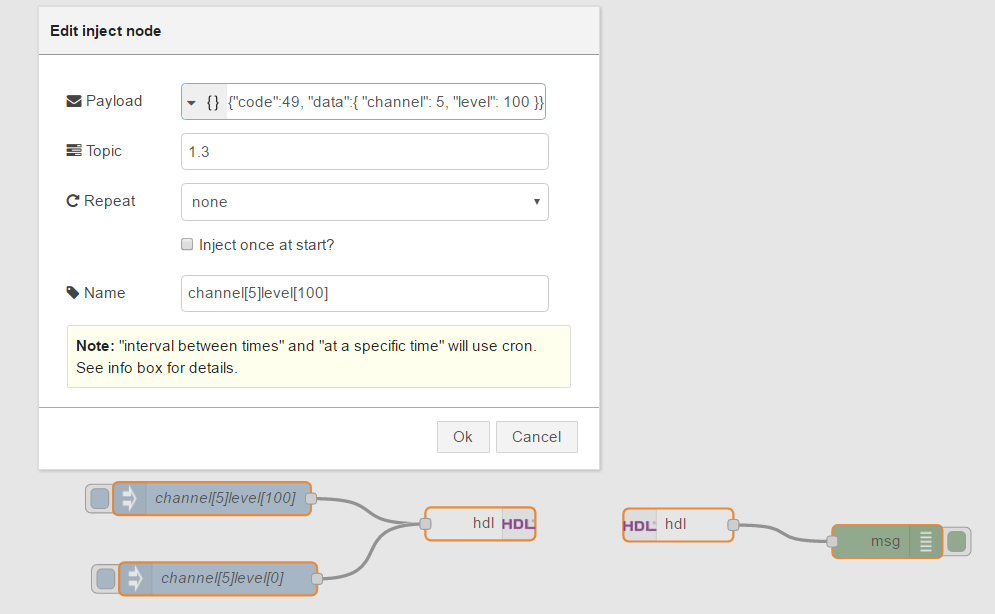 Edit inject node
Payload
{} {"code":49, "data":{ "channel": 5, "level": 100 }}
Topic
1.3
Repeat
none
Inject once at start?
Name
channel[5]level[100]
Note: "interval between times" and "at a specific time" will use cron.
See info box for details.
Ok
Cancel
channel[5]level[100]
hdl HDL
HDL hdl
msg
channel[5]level[0]